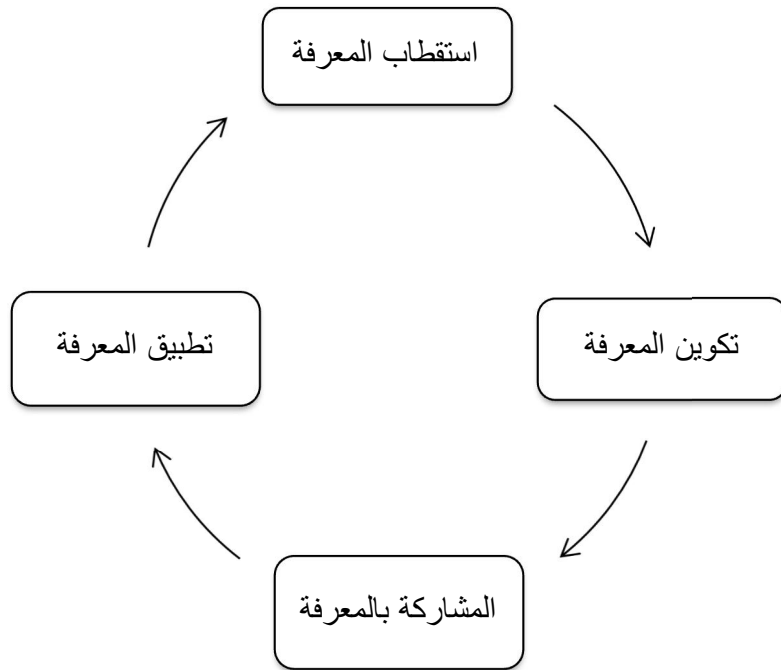 استقطاب المعرفة
تكوين المعرفة
المشاركة بالمعرفة
تطبيق المعرفة